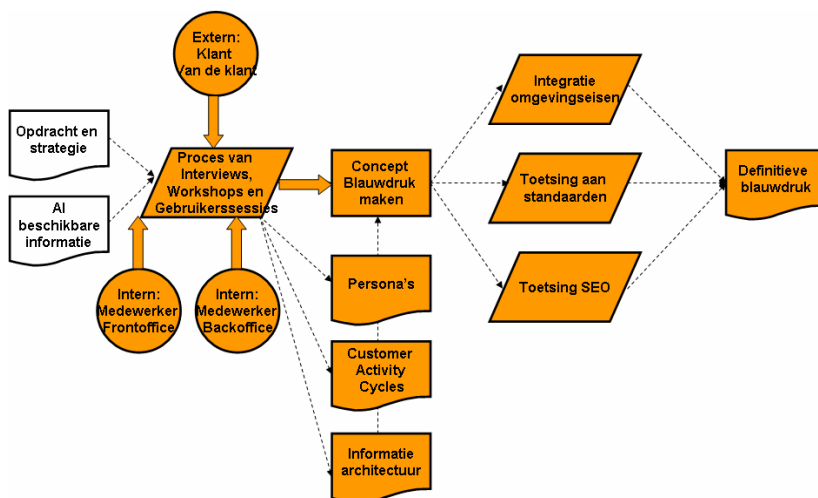 Extern:
Klant
Van de klant
Opdracht en
strategie
Al
beschikbare
informatie
Proces van
Interviews,
Workshops en
Gebruikerssessies
Intern:
Medewerker
Frontoffice
Intern:
Medewerker
Backoffice
Concept
Blauwdruk
maken
Persona's
Customer
Activity
Cycles
Informatie
architectuur
Integratie
omgevingseisen
Toetsing aan
standaarden
Toetsing SEO
Definitieve
blauwdruk